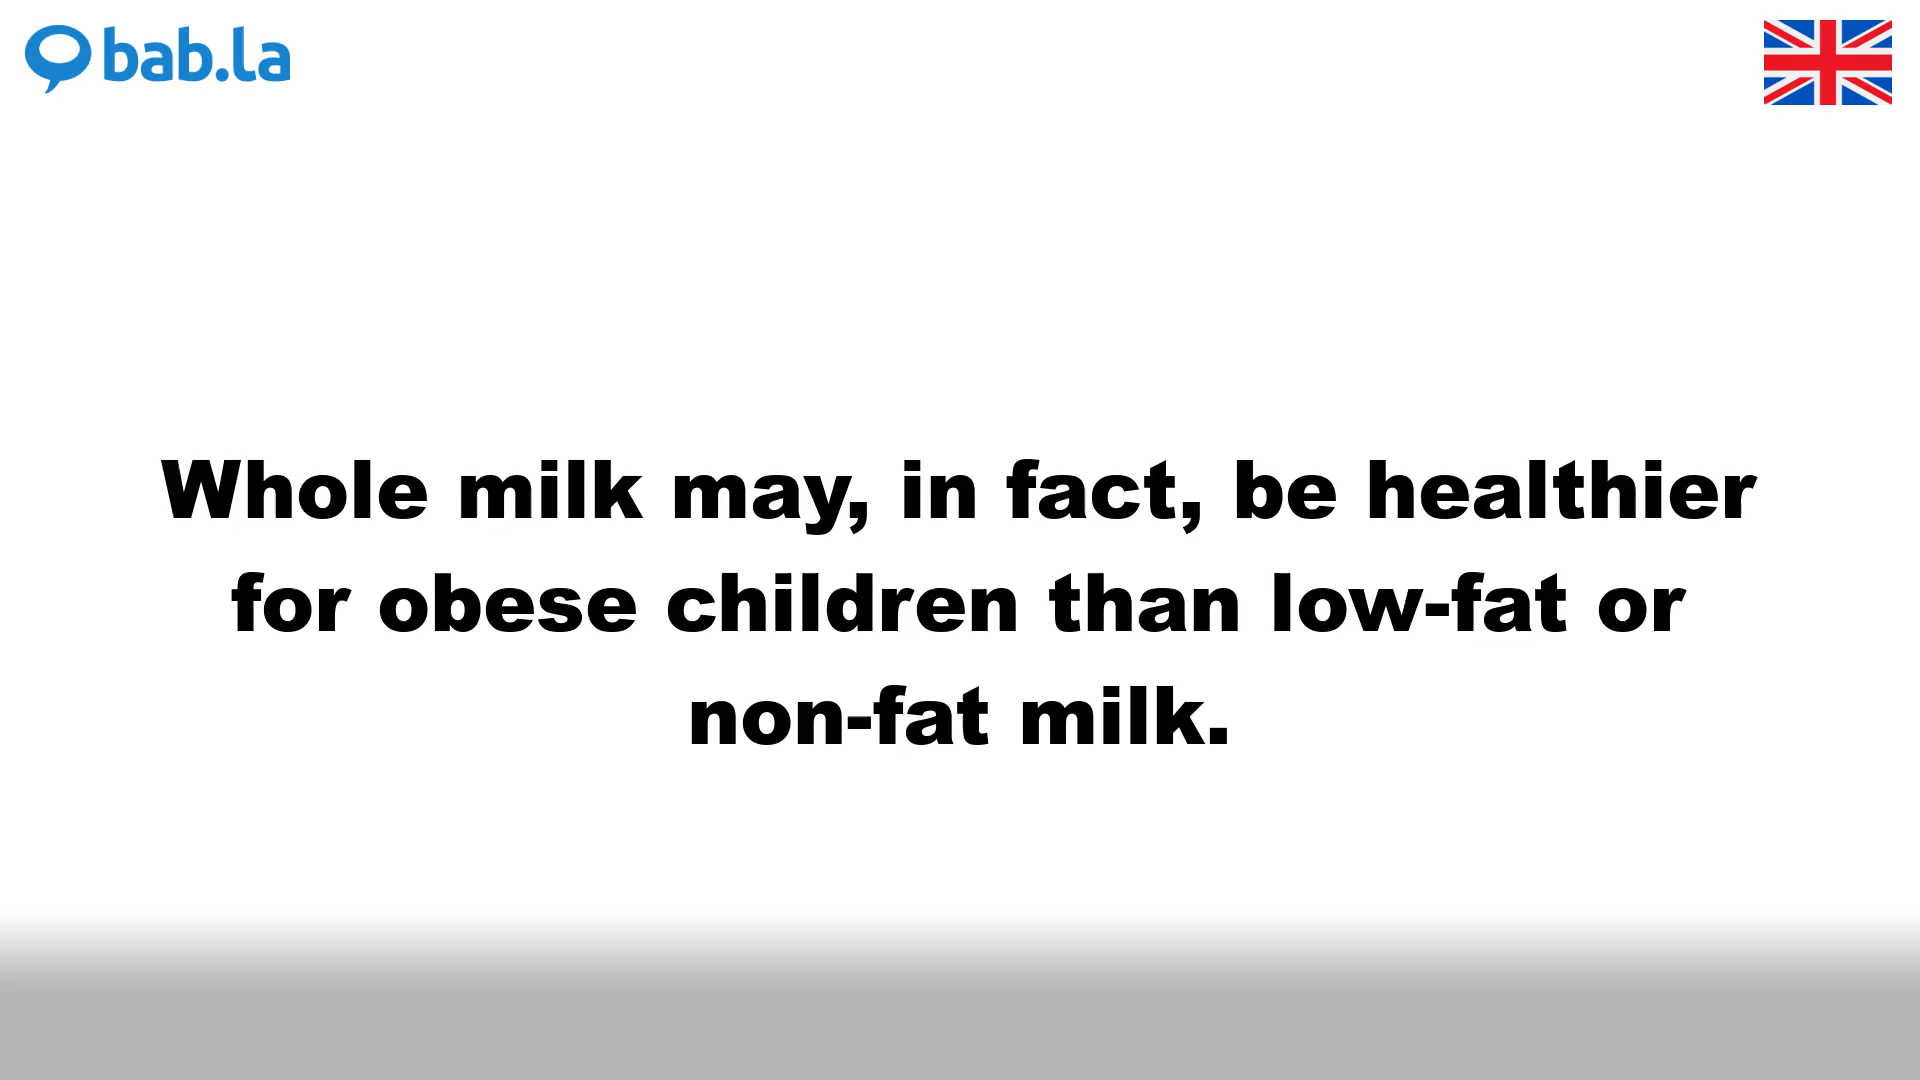 bab.la
Whole milk may, in fact, be healthier
for obese children than low-fat or
non-fat milk.